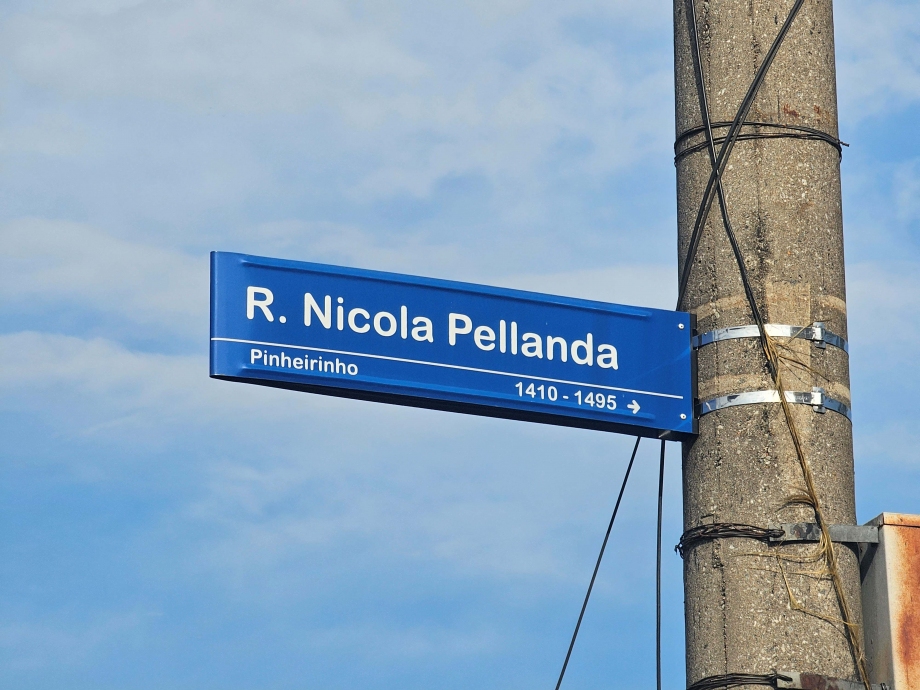 R. Nicola Pellanda
Pinheirinho
1410 - 1495 →